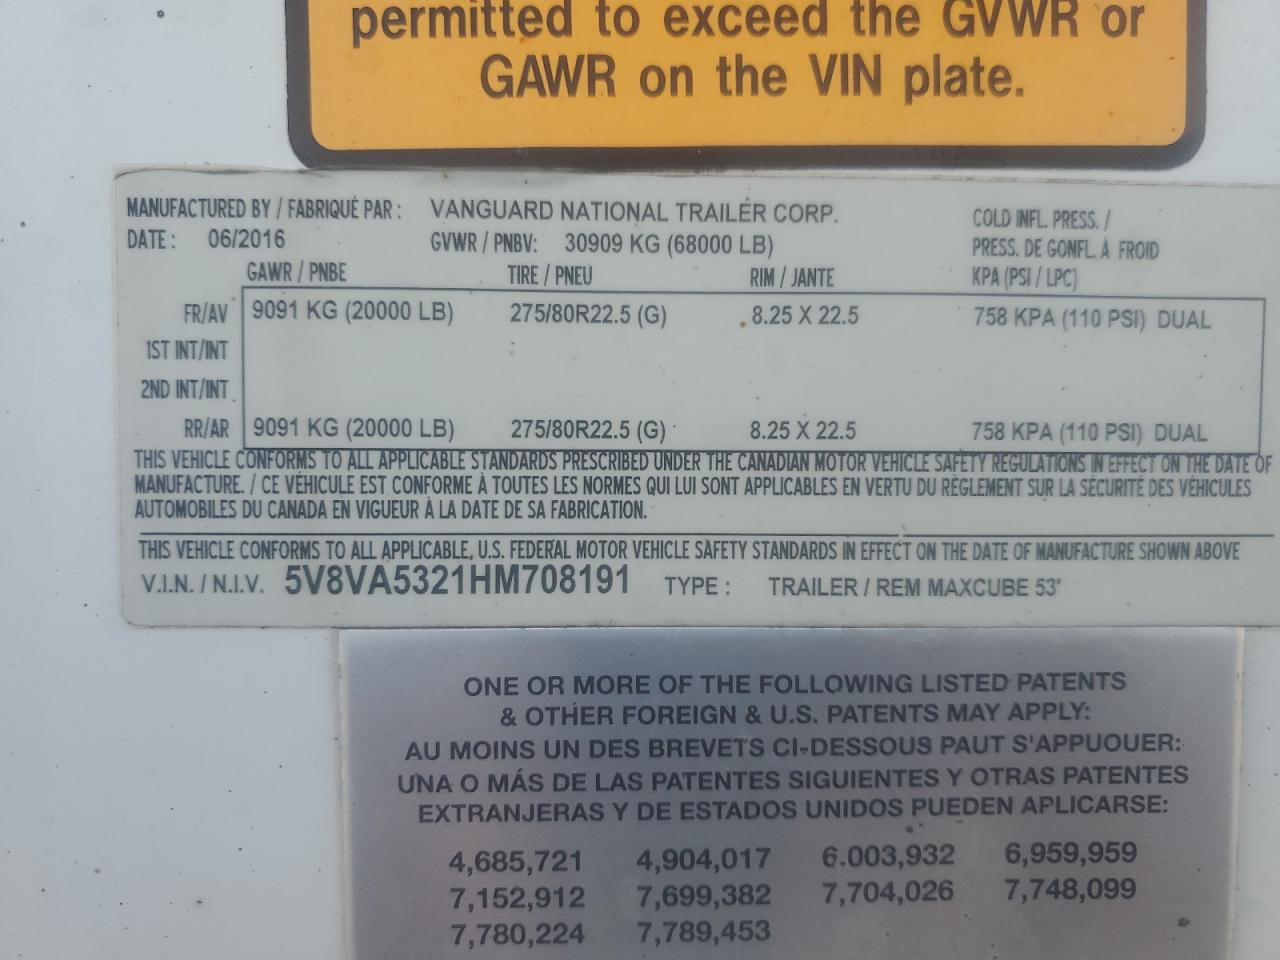 permitted to exceed the GVWR or
GAWR on the VIN plate.
MANUFACTURED BY / FABRIQUÉ PAR : VANGUARD NATIONAL TRAILER CORP. COLD INFL. PRESS. /
DATE : 06/2016 GVWR / PNBV: 30909 KG (68000 LB) PRESS. DE GONFL. À FROID
GAWR / PNBE TIRE / PNEU RIM / JANTE KPA (PSI / LPC)
FR/AV 9091 KG (20000 LB) 275/80R22.5 (G) 8.25 X 22.5 758 KPA (110 PSI) DUAL
1ST INT/INT
2ND INT/INT
RR/AR 9091 KG (20000 LB) 275/80R22.5 (G) 8.25 X 22.5 758 KPA (110 PSI) DUAL
THIS VEHICLE CONFORMS TO ALL APPLICABLE STANDARDS PRESCRIBED UNDER THE CANADIAN MOTOR VEHICLE SAFETY REGULATIONS IN EFFECT ON THE DATE OF
MANUFACTURE. / CE VÉHICULE EST CONFORME À TOUTES LES NORMES QUI LUI SONT APPLICABLES EN VERTU DU RÈGLEMENT SUR LA SÉCURITÉ DES VÉHICULES
AUTOMOBILES DU CANADA EN VIGUEUR À LA DATE DE SA FABRICATION.
THIS VEHICLE CONFORMS TO ALL APPLICABLE, U.S. FEDERAL MOTOR VEHICLE SAFETY STANDARDS IN EFFECT ON THE DATE OF MANUFACTURE SHOWN ABOVE
V.I.N. / N.I.V. 5V8VA5321HM708191 TYPE : TRAILER / REM MAXCUBE 53'
ONE OR MORE OF THE FOLLOWING LISTED PATENTS
& OTHER FOREIGN & U.S. PATENTS MAY APPLY:
AU MOINS UN DES BREVETS CI-DESSOUS PAUT S'APPUOUER:
UNA O MÁS DE LAS PATENTES SIGUIENTES Y OTRAS PATENTES
EXTRANJERAS Y DE ESTADOS UNIDOS PUEDEN APLICARSE:
4,685,721 4,904,017 6.003,932 6,959,959
7,152,912 7,699,382 7,704,026 7,748,099
7,780,224 7,789,453